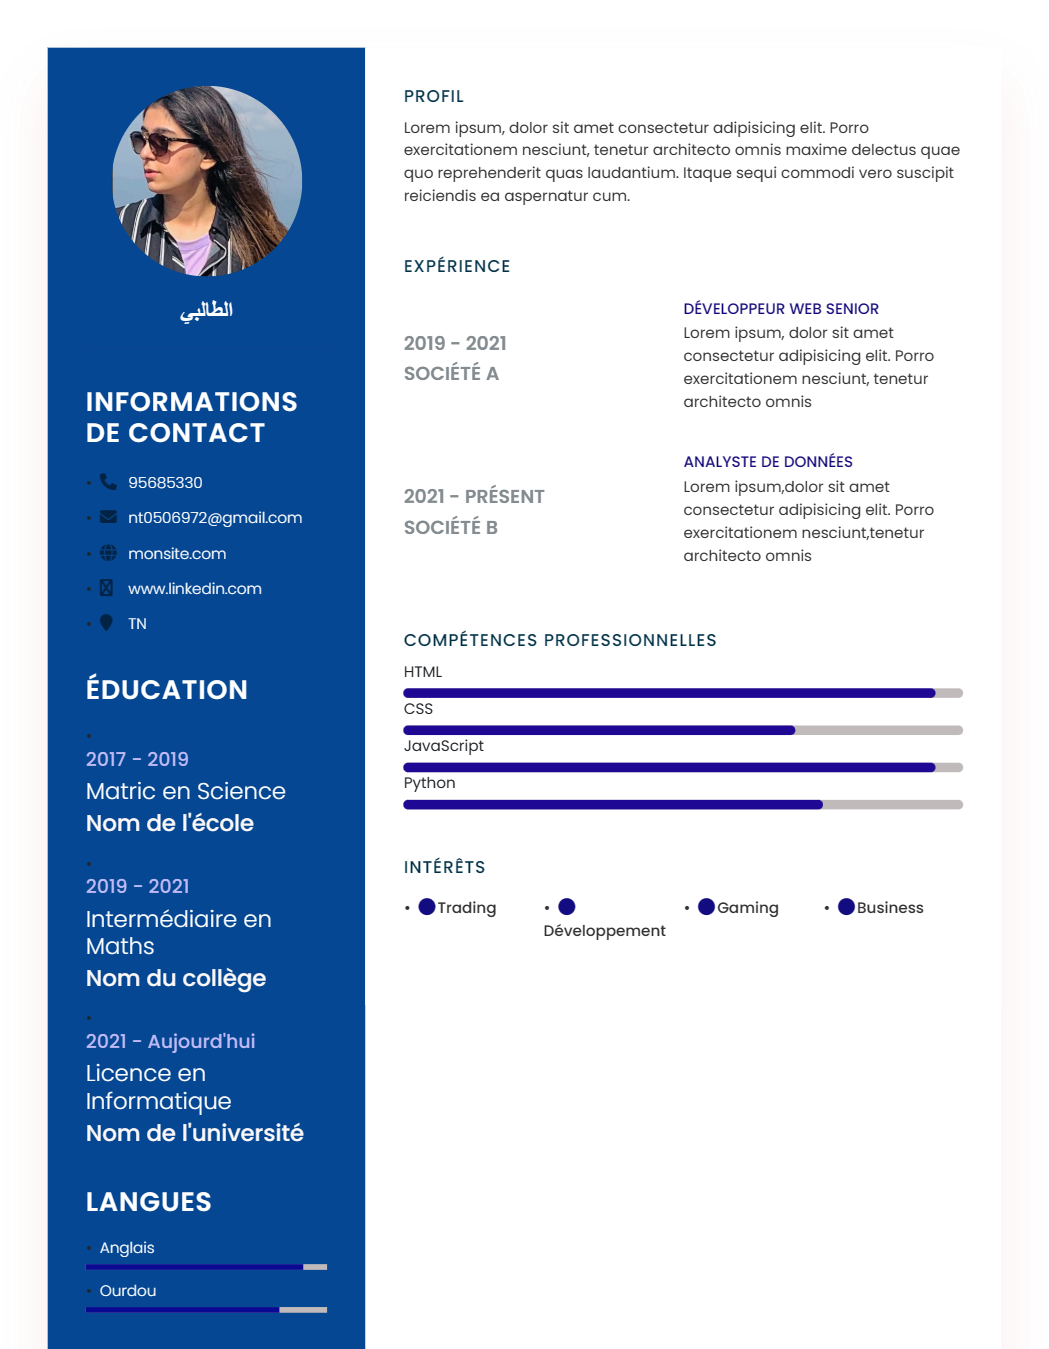 الطالبي
INFORMATIONS
DE CONTACT
95685330
nt0506972@gmail.com
monsite.com
www.linkedin.com
TN
ÉDUCATION
2017 - 2019
Matric en Science
Nom de l'école
2019 - 2021
Intermédiaire en
Maths
Nom du collège
2021 - Aujourd'hui
Licence en
Informatique
Nom de l'université
LANGUES
Anglais
Ourdou
PROFIL
Lorem ipsum, dolor sit amet consectetur adipisicing elit. Porro
exercitationem nesciunt, tenetur architecto omnis maxime delectus quae
quo reprehenderit quas laudantium. Itaque sequi commodi vero suscipit
reiciendis ea aspernatur cum.
EXPÉRIENCE
2019 - 2021
SOCIÉTÉ A
DÉVELOPPEUR WEB SENIOR
Lorem ipsum, dolor sit amet
consectetur adipisicing elit. Porro
exercitationem nesciunt, tenetur
architecto omnis
2021 - PRÉSENT
SOCIÉTÉ B
ANALYSTE DE DONNÉES
Lorem ipsum,dolor sit amet
consectetur adipisicing elit. Porro
exercitationem nesciunt,tenetur
architecto omnis
COMPÉTENCES PROFESSIONNELLES
HTML
CSS
JavaScript
Python
INTÉRÊTS
Trading
Développement
Gaming
Business